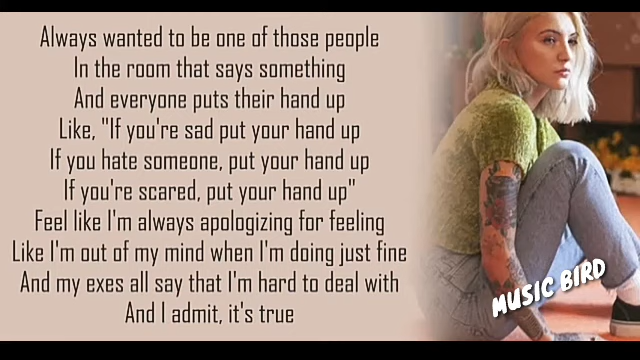 Always wanted to be one of those people
In the room that says something
And everyone puts their hand up
Like, "If you're sad put your hand up
If you hate someone, put your hand up
If you're scared, put your hand up"
Feel like I'm always apologizing for feeling
Like I'm out of my mind when I'm doing just fine
And my exes all say that I'm hard to deal with
And I admit, it's true
MUSIC BIRD